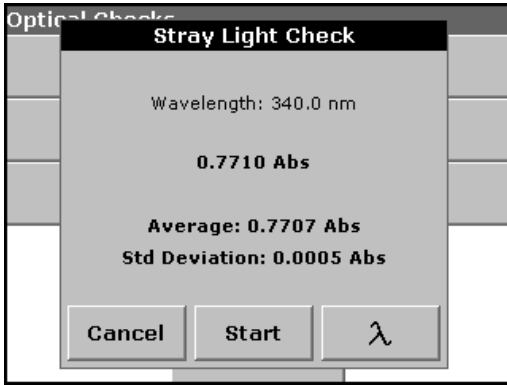 Optical Checks
Stray Light Check
Wavelength: 340.0 nm
0.7710 Abs
Average: 0.7707 Abs
Std Deviation: 0.0005 Abs
Cancel
Start
λ